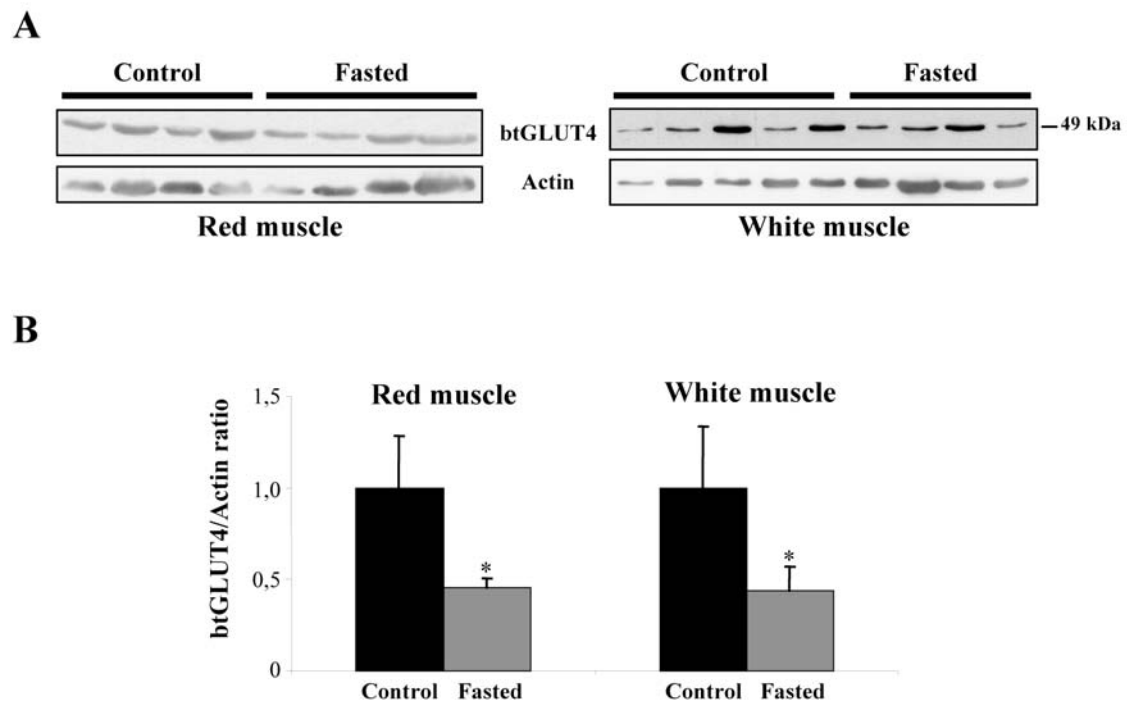 A
Control Fasted Control Fasted
btGLUT4 49 kDa
Actin
Red muscle White muscle
B
Red muscle White muscle
btGLUT4/Actin ratio
1,5
1,0
0,5
0
* *
Control Fasted Control Fasted